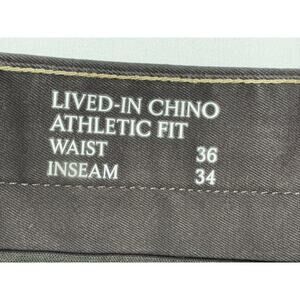 LIVED-IN CHINO
ATHLETIC FIT
WAIST 36
INSEAM 34